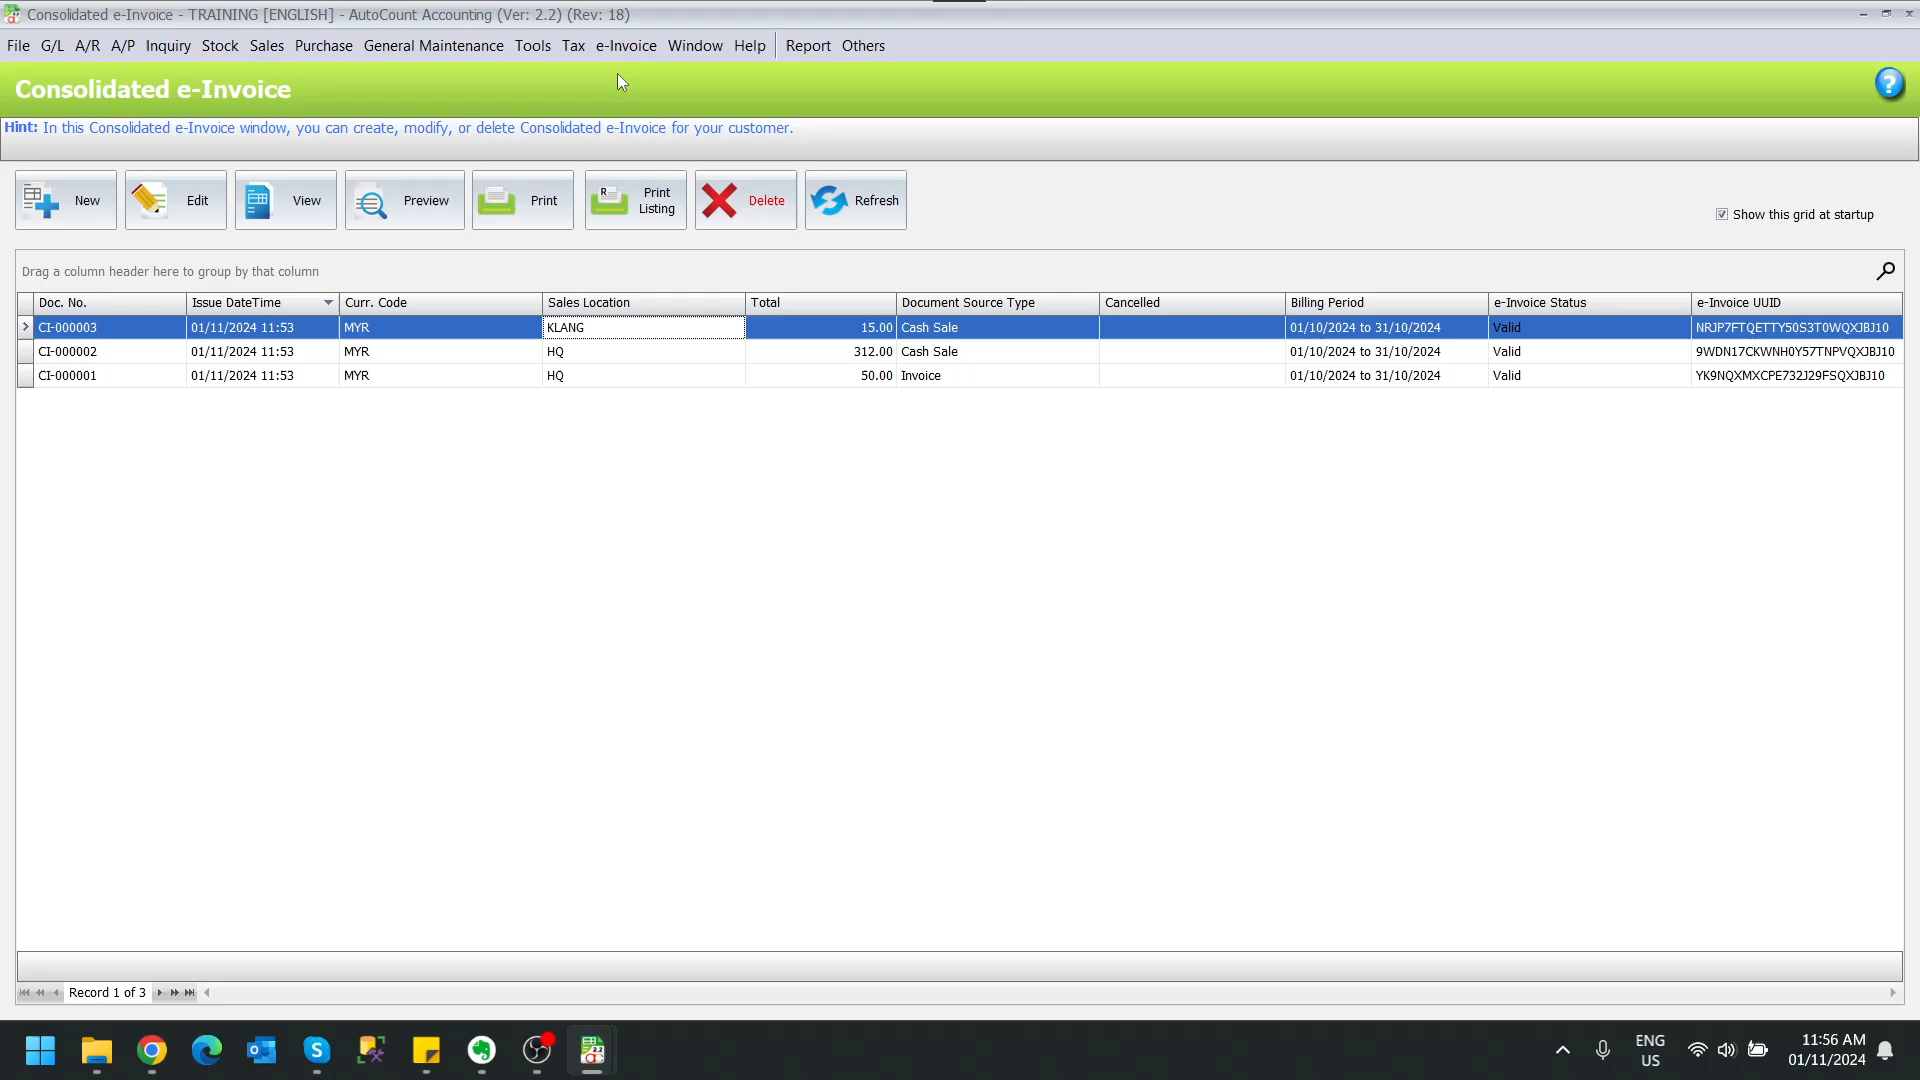 Consolidated e-Invoice - TRAINING [ENGLISH] - AutoCount Accounting (Ver: 2.2) (Rev: 18)
File G/L A/R A/P Inquiry Stock Sales Purchase General Maintenance Tools Tax e-Invoice Window Help Report Others
Consolidated e-Invoice
Hint: In this Consolidated e-Invoice window, you can create, modify, or delete Consolidated e-Invoice for your customer.
New Edit View Preview Print Print Listing Delete Refresh
Show this grid at startup
Drag a column header here to group by that column
Doc. No. Issue DateTime Curr. Code Sales Location Total Document Source Type Cancelled Billing Period e-Invoice Status e-Invoice UUID
CI-000003 01/11/2024 11:53 MYR KLANG 15.00 Cash Sale 01/10/2024 to 31/10/2024 Valid NRJP7FTQETTY50S3T0WQXJBJ10
CI-000002 01/11/2024 11:53 MYR HQ 312.00 Cash Sale 01/10/2024 to 31/10/2024 Valid 9WDN17CKWNH0Y57TNPVQXJBJ10
CI-000001 01/11/2024 11:53 MYR HQ 50.00 Invoice 01/10/2024 to 31/10/2024 Valid YK9NQXMXCPE732J29FSQXJBJ10
Record 1 of 3
ENG
US
11:56 AM
01/11/2024